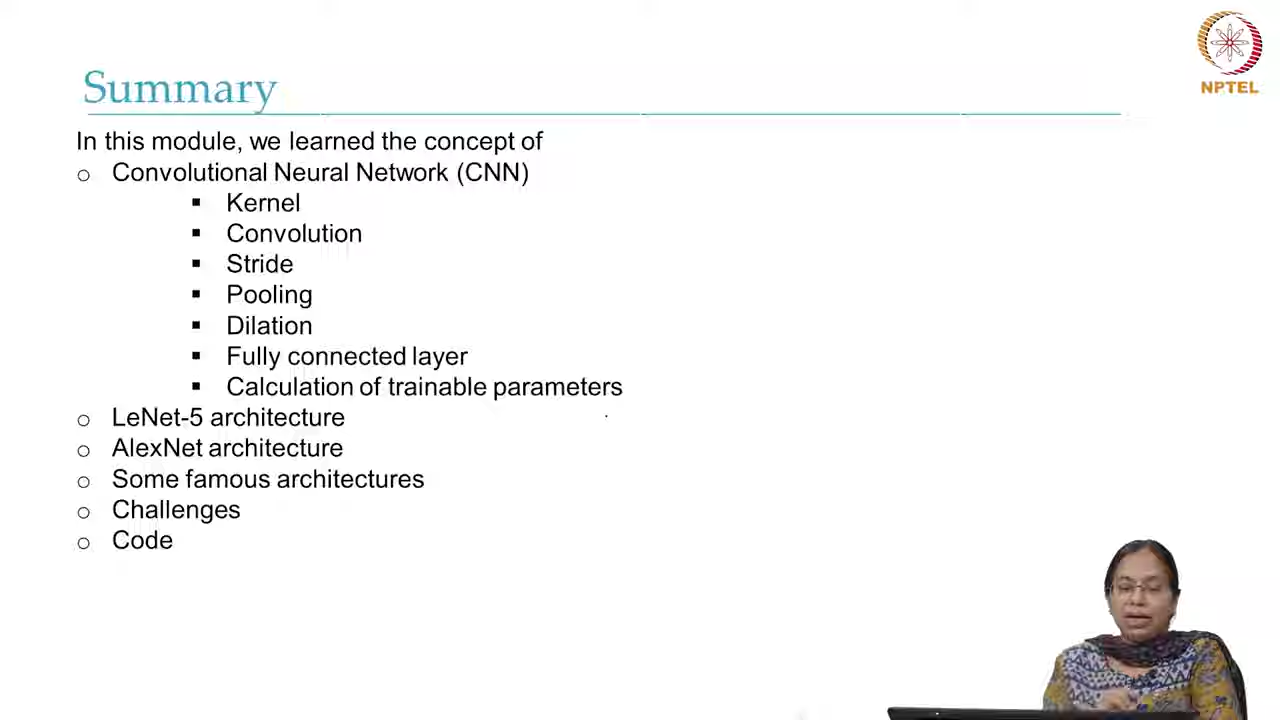 NPTEL
Summary
In this module, we learned the concept of
o Convolutional Neural Network (CNN)
▪ Kernel
▪ Convolution
▪ Stride
▪ Pooling
▪ Dilation
▪ Fully connected layer
▪ Calculation of trainable parameters
o LeNet-5 architecture
o AlexNet architecture
o Some famous architectures
o Challenges
o Code